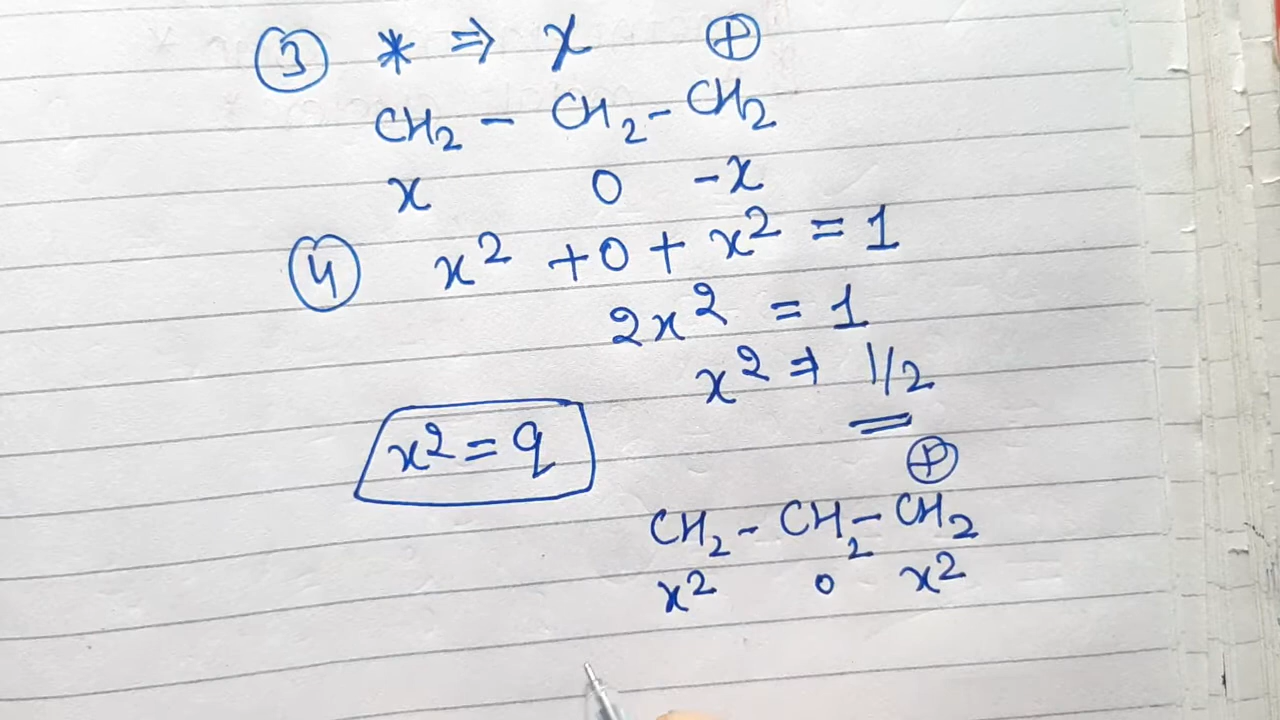 ③ * ⇒ x ⊕
CH₂ - CH₂ - CH₂
x 0 -x
④ x² + 0 + x² = 1
2x² = 1
x² ⇒ 1/2
x² = q
⊕
CH₂ - CH₂ - CH₂
x² 0 x²